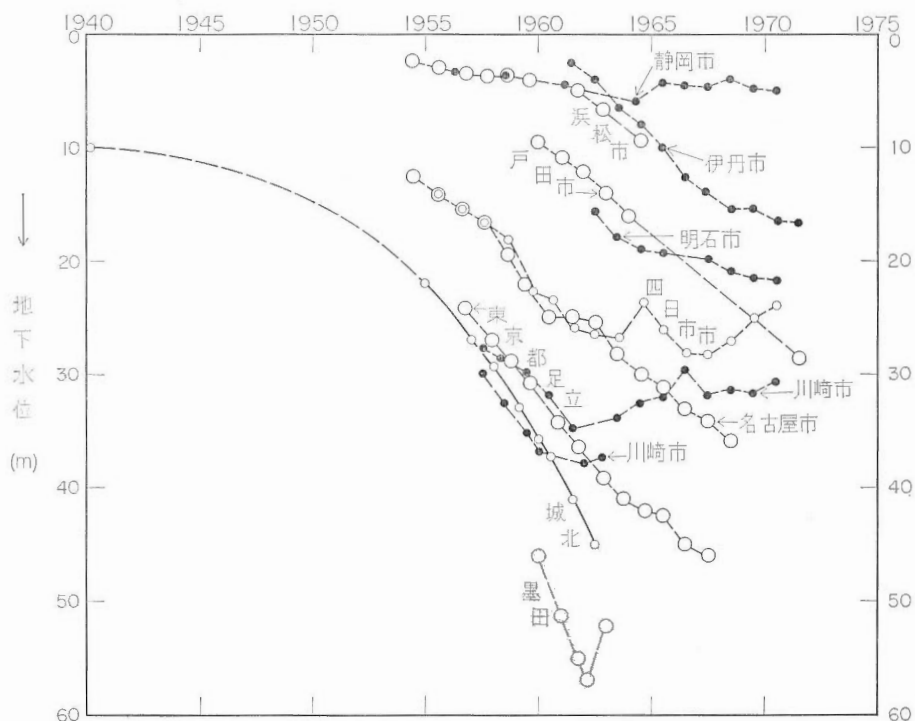 1940 1945 1950 1955 1960 1965 1970 1975
0 0
静岡市
浜松市
10 10
戸田市
伊丹市
明石市
20 20
四日市市
東京都足立
30 30
川崎市
名古屋市
川崎市
40 40
城北
50 50
墨田
60 60
↓
地下水位
(m)